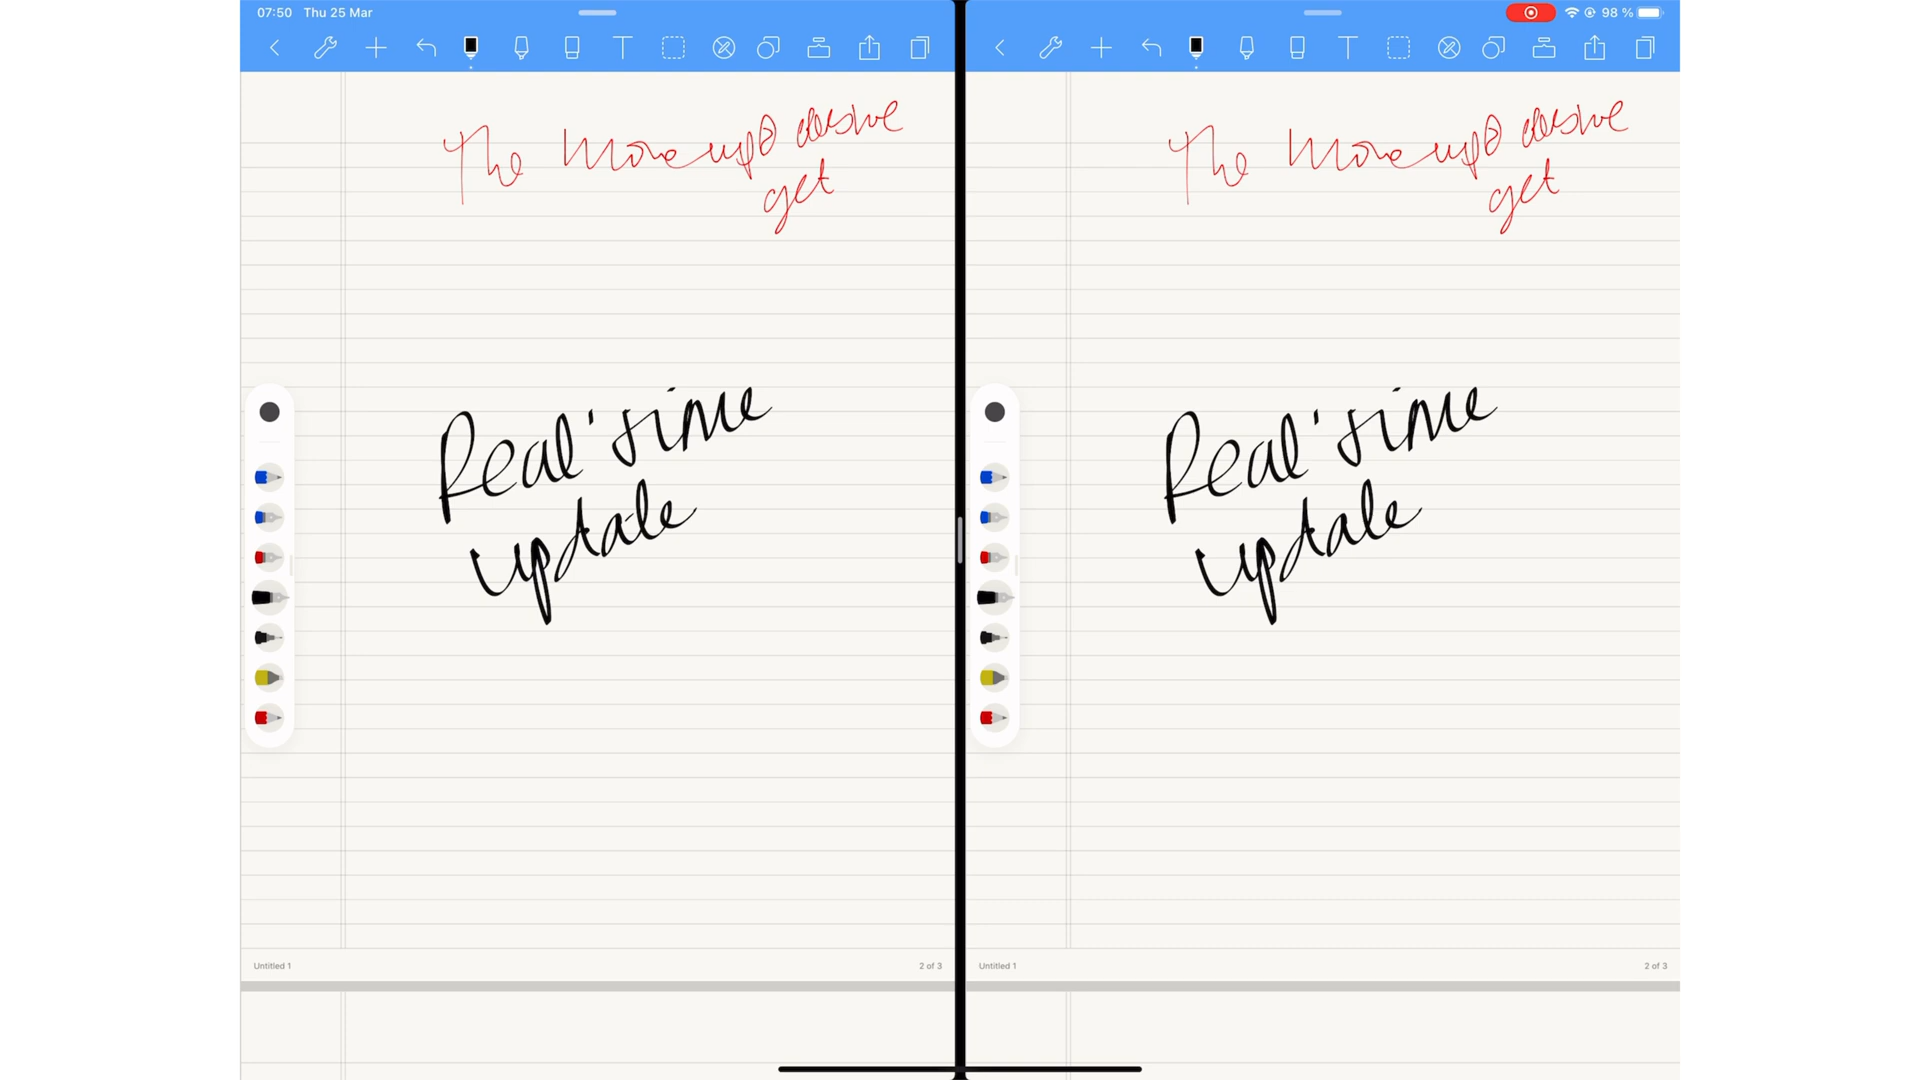 07:50 Thu 25 Mar
98 %
The
get
Real time
update
Untitled 1
2 of 3
The
get
Real time
update
Untitled 1
2 of 3